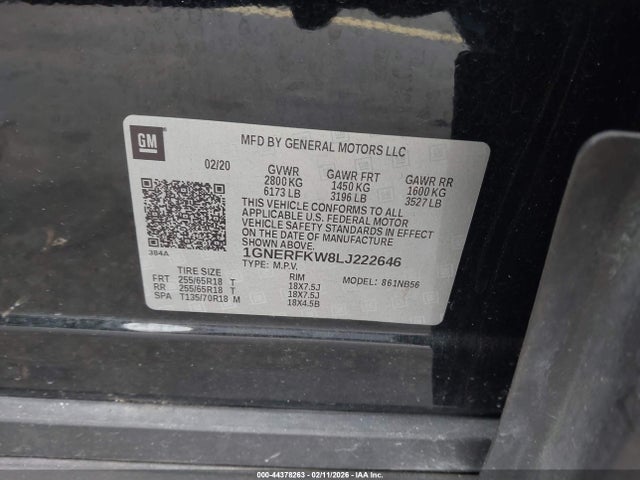 GM
MFD BY GENERAL MOTORS LLC
02/20
GVWR GAWR FRT GAWR RR
2800 KG 1450 KG 1600 KG
6173 LB 3196 LB 3527 LB
THIS VEHICLE CONFORMS TO ALL
APPLICABLE U.S. FEDERAL MOTOR
VEHICLE SAFETY STANDARDS IN EFFECT
ON THE DATE OF MANUFACTURE
SHOWN ABOVE.
384A
1GNERFKW8LJ222646
TYPE: M.P.V. MODEL: 861NB56
TIRE SIZE RIM
FRT 255/65R18 T 18X7.5J
RR 255/65R18 T 18X7.5J
SPA T135/70R18 M 18X4.5B
000-44378263 - 02/11/2026 - IAA Inc.